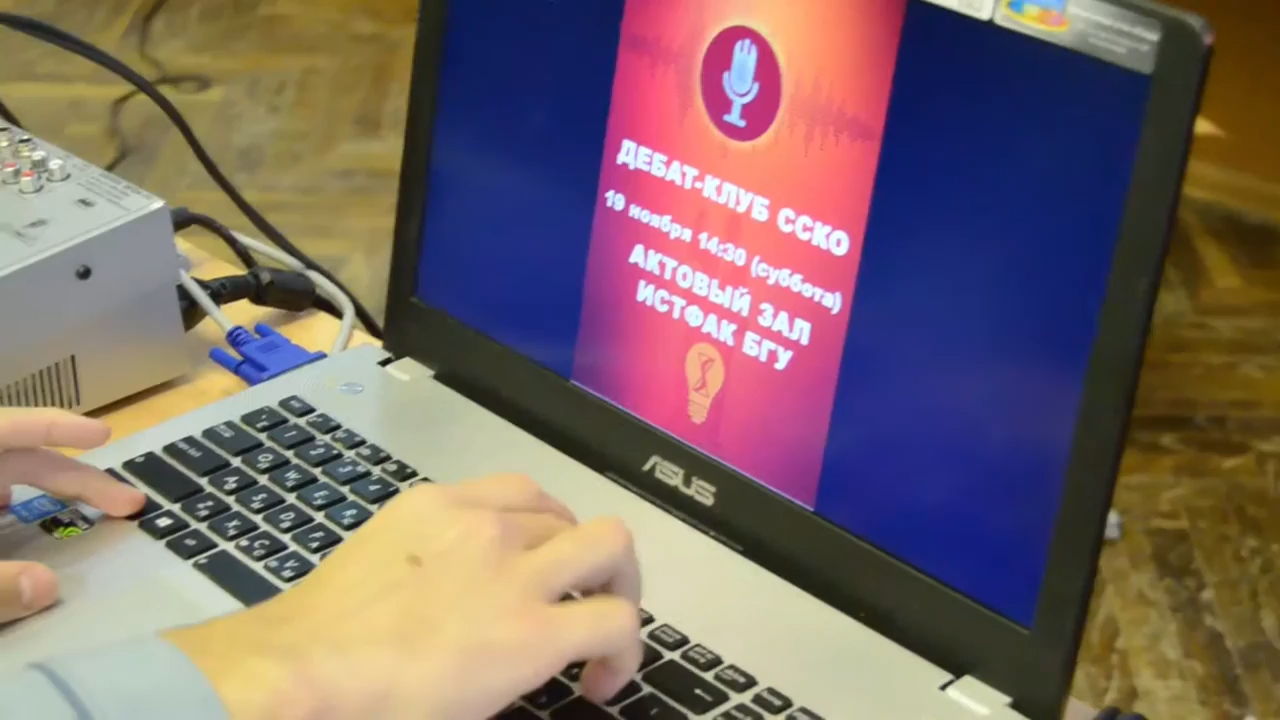 ДЕБАТ-КЛУБ ССКО
19 ноября 14:30 (суббота)
АКТОВЫЙ ЗАЛ
ИСТФАК БГУ
ASUS